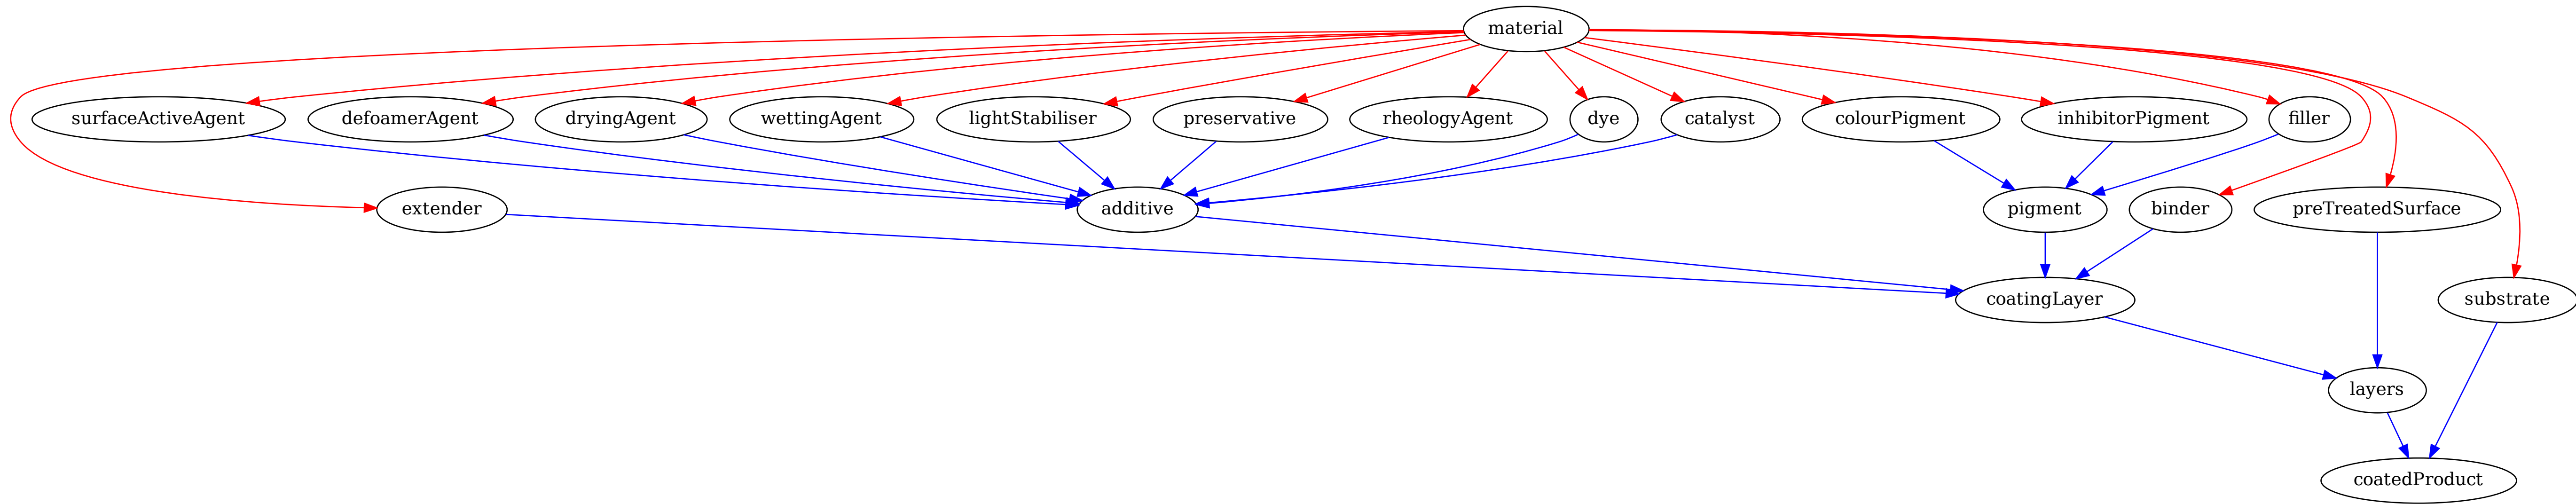 material
surfaceActiveAgent
defoamerAgent
dryingAgent
wettingAgent
lightStabiliser
preservative
rheologyAgent
dye
catalyst
colourPigment
inhibitorPigment
filler
extender
additive
pigment
binder
preTreatedSurface
coatingLayer
substrate
layers
coatedProduct